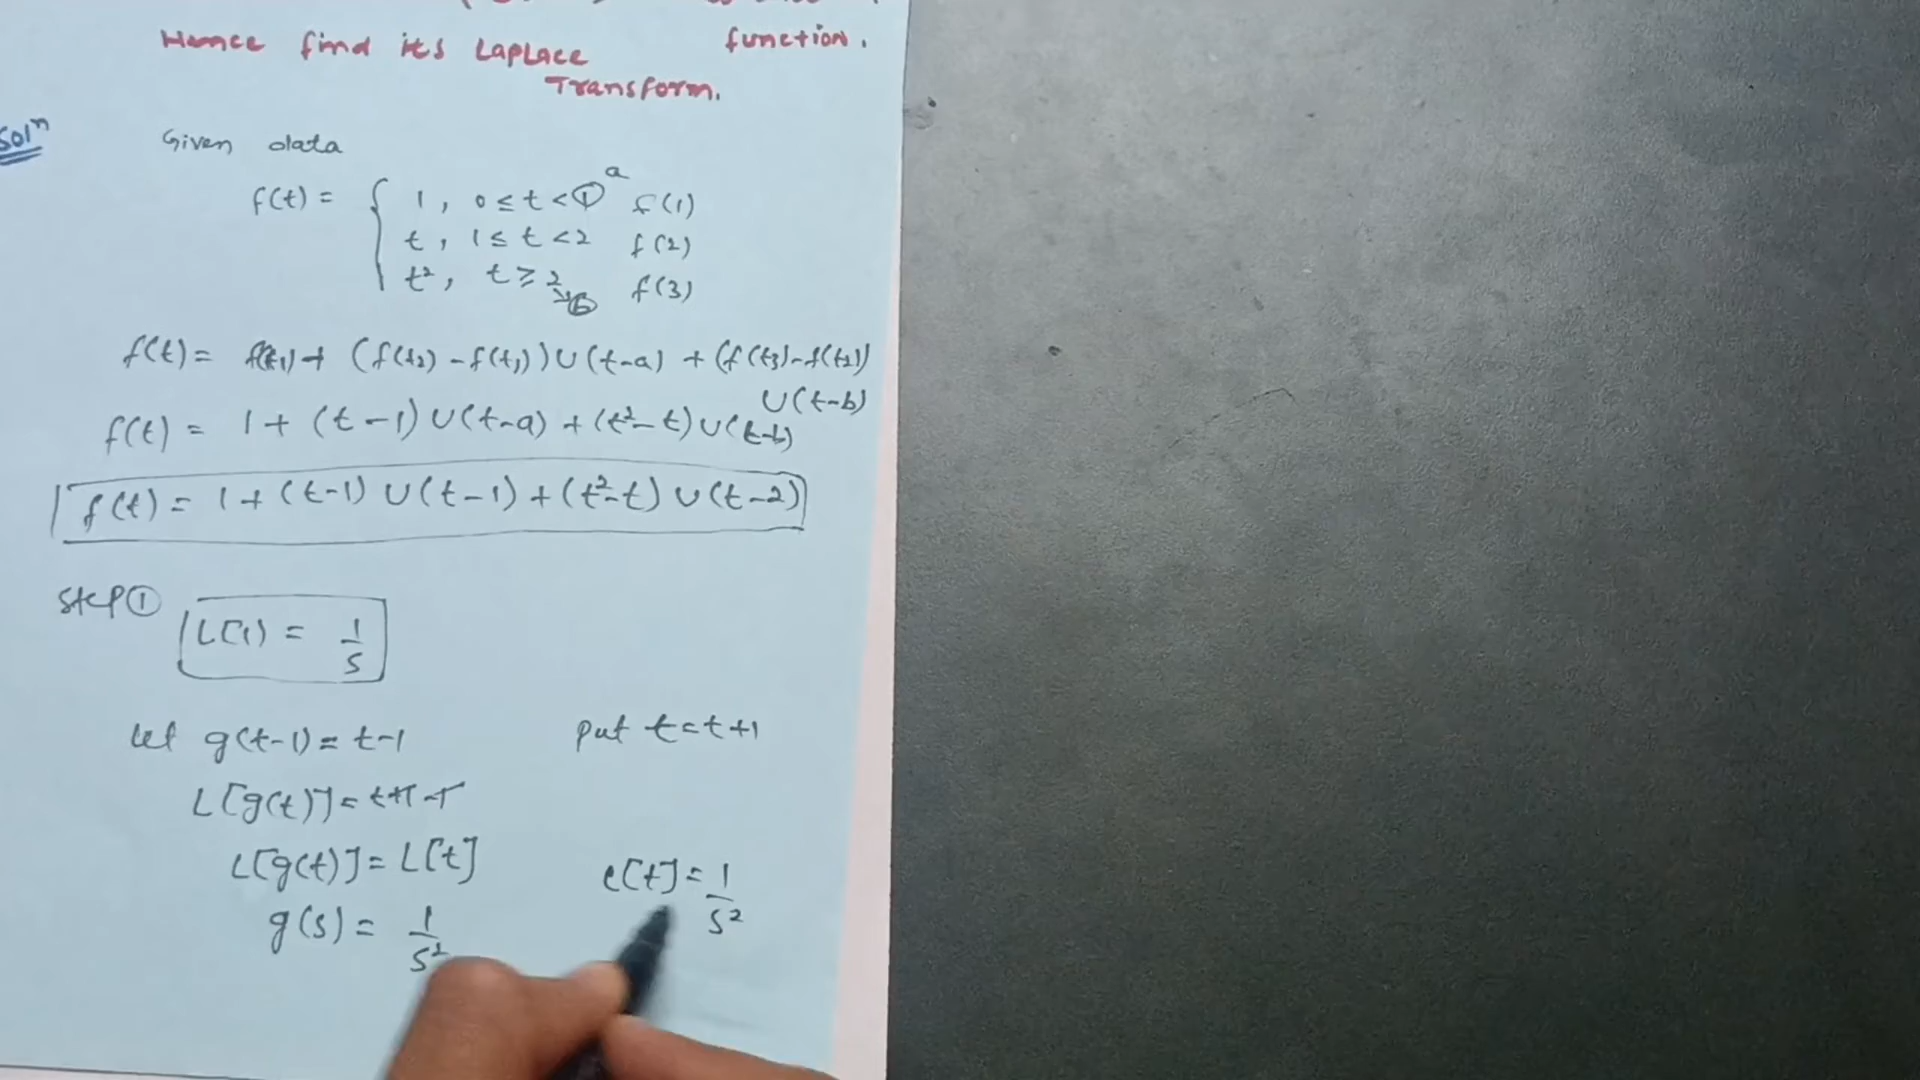 Hence find its Laplace function.
Transform.
Soln
Given data
f(t) = { 1, 0 ≤ t < 1 a f(1)
t, 1 ≤ t < 2 f(2)
t², t ≥ 2 → b f(3)
f(t) = f(t1) + (f(t2) - f(t1)) U(t-a) + (f(t3) - f(t2))
U(t-b)
f(t) = 1 + (t-1) U(t-a) + (t²-t) U(t-b)
f(t) = 1 + (t-1) U(t-1) + (t²-t) U(t-2)
Step ①
L(1) = 1/s
Let g(t-1) = t-1 put t = t+1
L[g(t)] = t+1-1
L[g(t)] = L[t] L[t] = 1/s²
g(s) = 1/s²